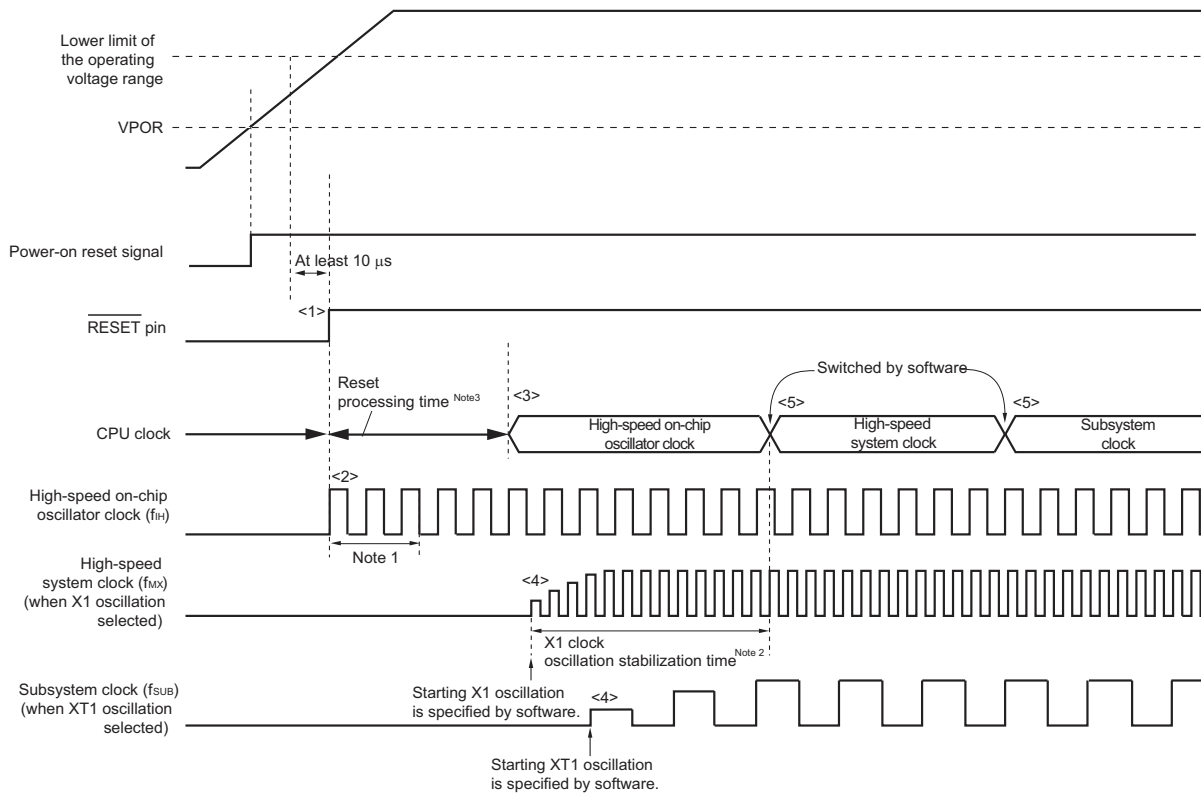 Lower limit of
the operating
voltage range
VPOR
Power-on reset signal
At least 10 μs
<1>
RESET pin
Reset
processing time Note3
<3>
Switched by software
<5>
<5>
CPU clock
High-speed on-chip
oscillator clock
High-speed
system clock
Subsystem
clock
<2>
High-speed on-chip
oscillator clock (fIH)
Note 1
High-speed
system clock (fMX)
(when X1 oscillation
selected)
<4>
X1 clock
oscillation stabilization time Note 2
Starting X1 oscillation
is specified by software.
Subsystem clock (fSUB)
(when XT1 oscillation
selected)
<4>
Starting XT1 oscillation
is specified by software.